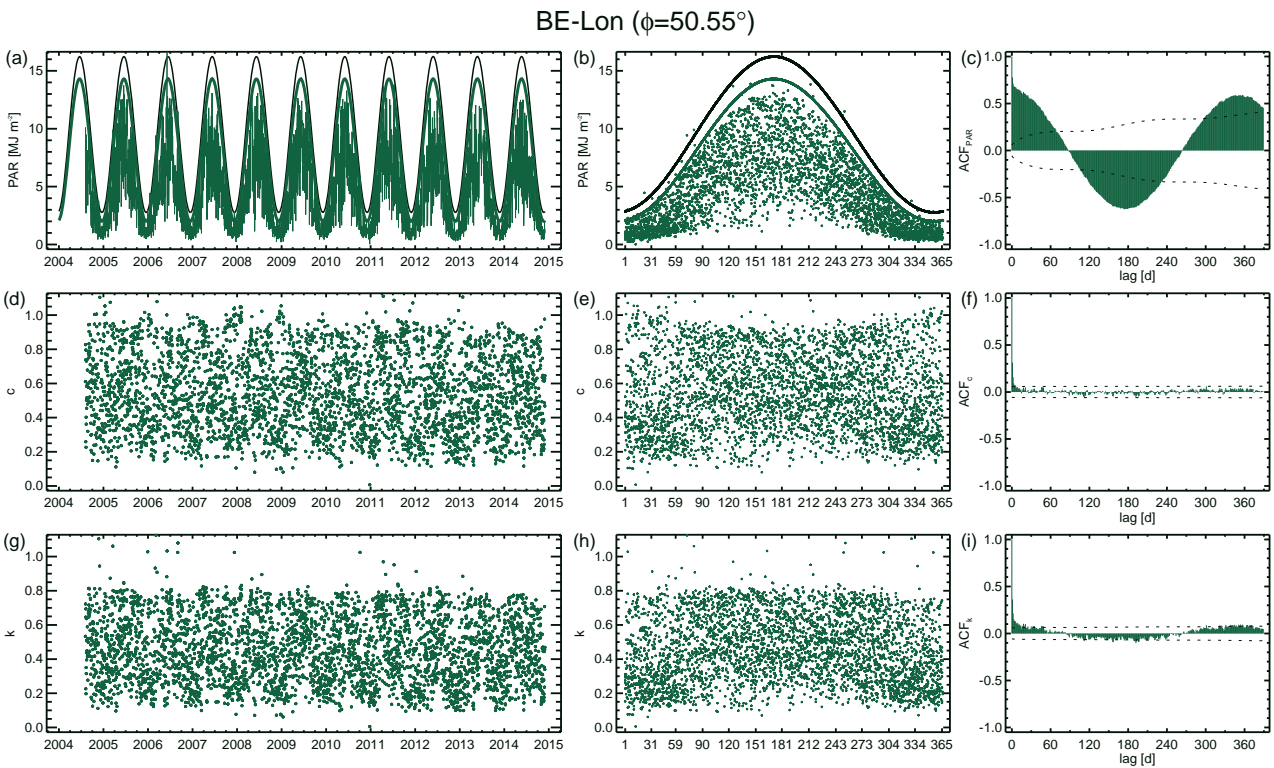 BE-Lon (ϕ=50.55°)
(a)
PAR [MJ m⁻²]
15
10
5
0
2004 2005 2006 2007 2008 2009 2010 2011 2012 2013 2014 2015
(b)
PAR [MJ m⁻²]
15
10
5
0
1 31 59 90 120 151 181 212 243 273 304 334 365
(c)
ACF_PAR
1.0
0.5
0.0
-0.5
-1.0
0 60 120 180 240 300 360
lag [d]
(d)
c
1.0
0.8
0.6
0.4
0.2
0.0
2004 2005 2006 2007 2008 2009 2010 2011 2012 2013 2014 2015
(e)
c
1.0
0.8
0.6
0.4
0.2
0.0
1 31 59 90 120 151 181 212 243 273 304 334 365
(f)
ACF_c
1.0
0.5
0.0
-0.5
-1.0
0 60 120 180 240 300 360
lag [d]
(g)
k
1.0
0.8
0.6
0.4
0.2
0.0
2004 2005 2006 2007 2008 2009 2010 2011 2012 2013 2014 2015
(h)
k
1.0
0.8
0.6
0.4
0.2
0.0
1 31 59 90 120 151 181 212 243 273 304 334 365
(i)
ACF_k
1.0
0.5
0.0
-0.5
-1.0
0 60 120 180 240 300 360
lag [d]